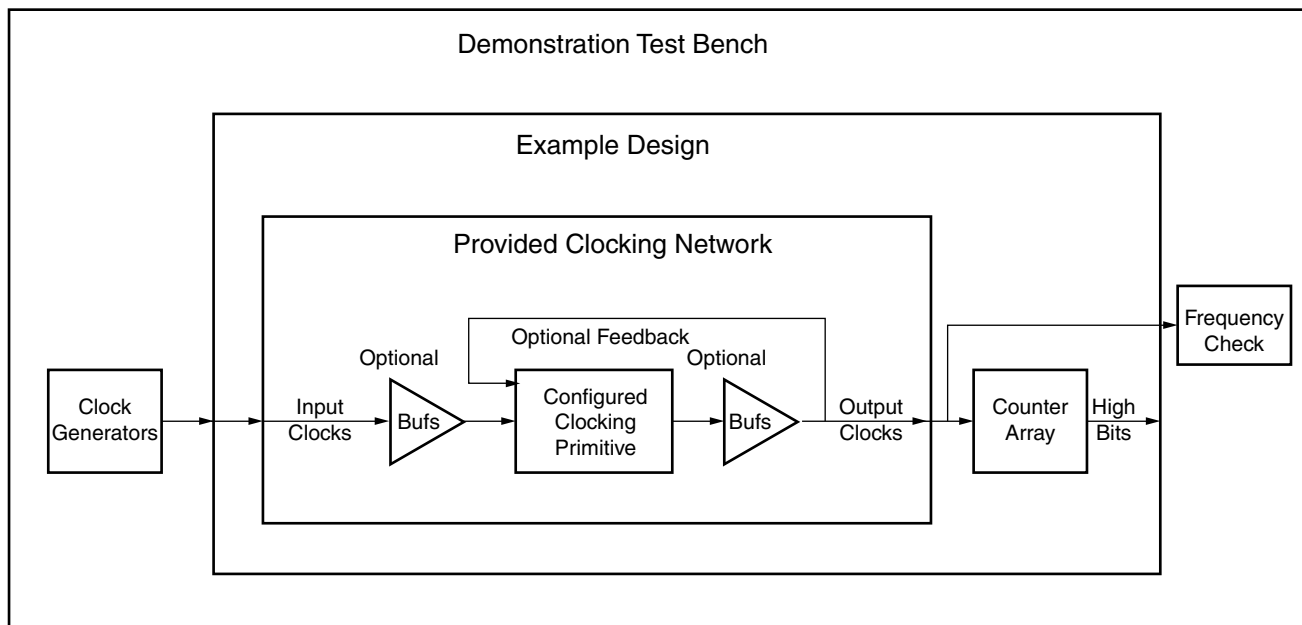 Demonstration Test Bench
Example Design
Provided Clocking Network
Optional Feedback
Optional
Optional
Frequency
Check
Clock
Generators
Input
Clocks
Bufs
Configured
Clocking
Primitive
Bufs
Output
Clocks
Counter
Array
High
Bits